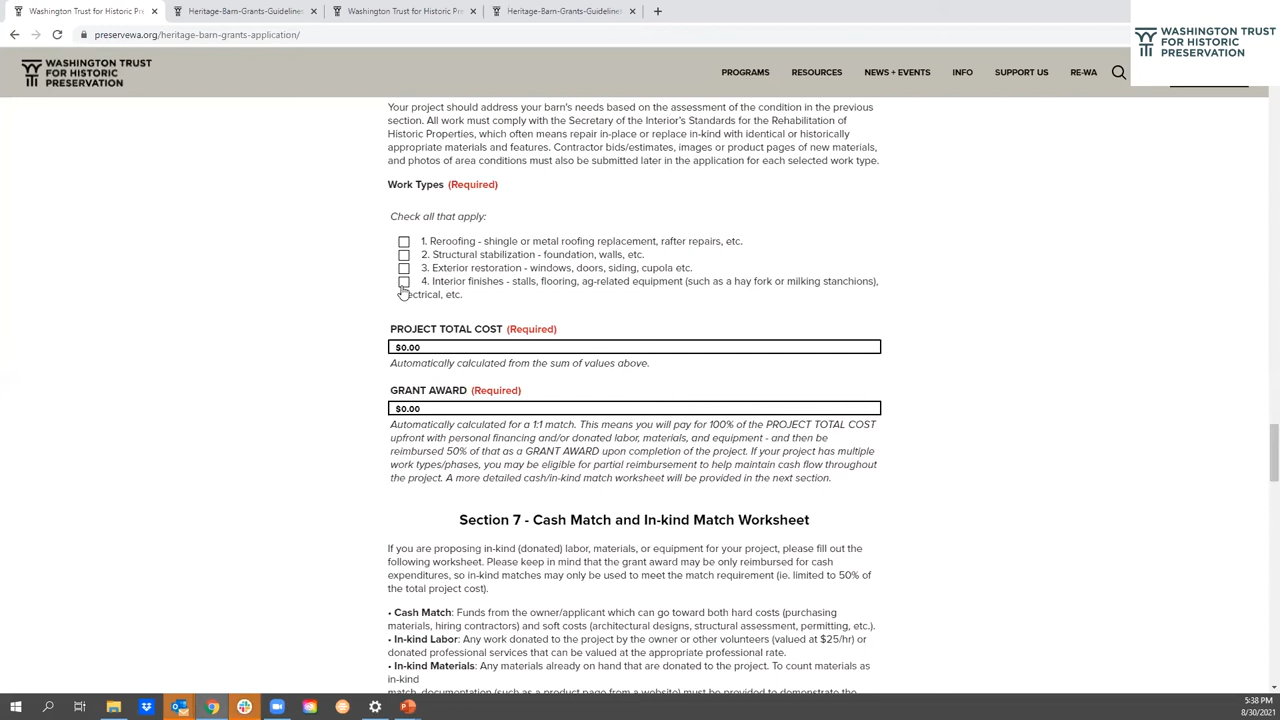 Washington Trust for Historic Pre
Heritage-Barn-Grants-Guidelines
Washington Trust for Historic Pre
Heritage-Barn-Grants-Guidelines
preservewa.org/heritage-barn-grants-application/
WASHINGTON TRUST
FOR HISTORIC
PRESERVATION
WASHINGTON TRUST
FOR HISTORIC
PRESERVATION
PROGRAMS RESOURCES NEWS + EVENTS INFO SUPPORT US RE-WA
Your project should address your barn's needs based on the assessment of the condition in the previous
section. All work must comply with the Secretary of the Interior's Standards for the Rehabilitation of
Historic Properties, which often means repair in-place or replace in-kind with identical or historically
appropriate materials and features. Contractor bids/estimates, images or product pages of new materials,
and photos of area conditions must also be submitted later in the application for each selected work type.
Work Types (Required)
Check all that apply:
1. Reroofing - shingle or metal roofing replacement, rafter repairs, etc.
2. Structural stabilization - foundation, walls, etc.
3. Exterior restoration - windows, doors, siding, cupola etc.
4. Interior finishes - stalls, flooring, ag-related equipment (such as a hay fork or milking stanchions),
ectrical, etc.
PROJECT TOTAL COST (Required)
$0.00
Automatically calculated from the sum of values above.
GRANT AWARD (Required)
$0.00
Automatically calculated for a 1:1 match. This means you will pay for 100% of the PROJECT TOTAL COST
upfront with personal financing and/or donated labor, materials, and equipment - and then be
reimbursed 50% of that as a GRANT AWARD upon completion of the project. If your project has multiple
work types/phases, you may be eligible for partial reimbursement to help maintain cash flow throughout
the project. A more detailed cash/in-kind match worksheet will be provided in the next section.
Section 7 - Cash Match and In-kind Match Worksheet
If you are proposing in-kind (donated) labor, materials, or equipment for your project, please fill out the
following worksheet. Please keep in mind that the grant award may be only reimbursed for cash
expenditures, so in-kind matches may only be used to meet the match requirement (ie. limited to 50% of
the total project cost).
• Cash Match: Funds from the owner/applicant which can go toward both hard costs (purchasing
materials, hiring contractors) and soft costs (architectural designs, structural assessment, permitting, etc.).
• In-kind Labor: Any work donated to the project by the owner or other volunteers (valued at $25/hr) or
donated professional services that can be valued at the appropriate professional rate.
• In-kind Materials: Any materials already on hand that are donated to the project. To count materials as
in-kind
match, documentation (such as a product page from a website) must be provided to demonstrate the
5:38 PM
8/30/2021